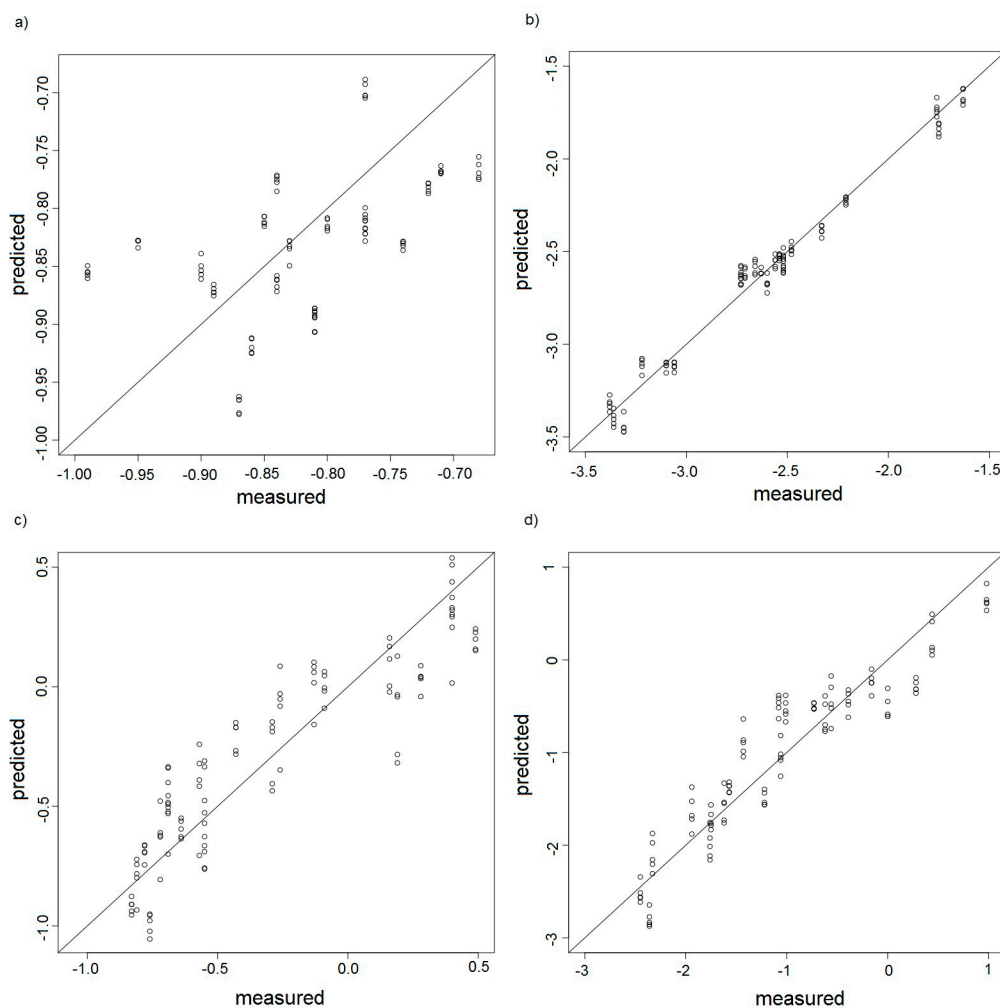 a)
predicted
-0.70
-0.75
-0.80
-0.85
-0.90
-0.95
-1.00
-1.00 -0.95 -0.90 -0.85 -0.80 -0.75 -0.70
measured
b)
predicted
-1.5
-2.0
-2.5
-3.0
-3.5
-3.5 -3.0 -2.5 -2.0 -1.5
measured
c)
predicted
0.5
0.0
-0.5
-1.0
-1.0 -0.5 0.0 0.5
measured
d)
predicted
1
0
-1
-2
-3
-3 -2 -1 0 1
measured